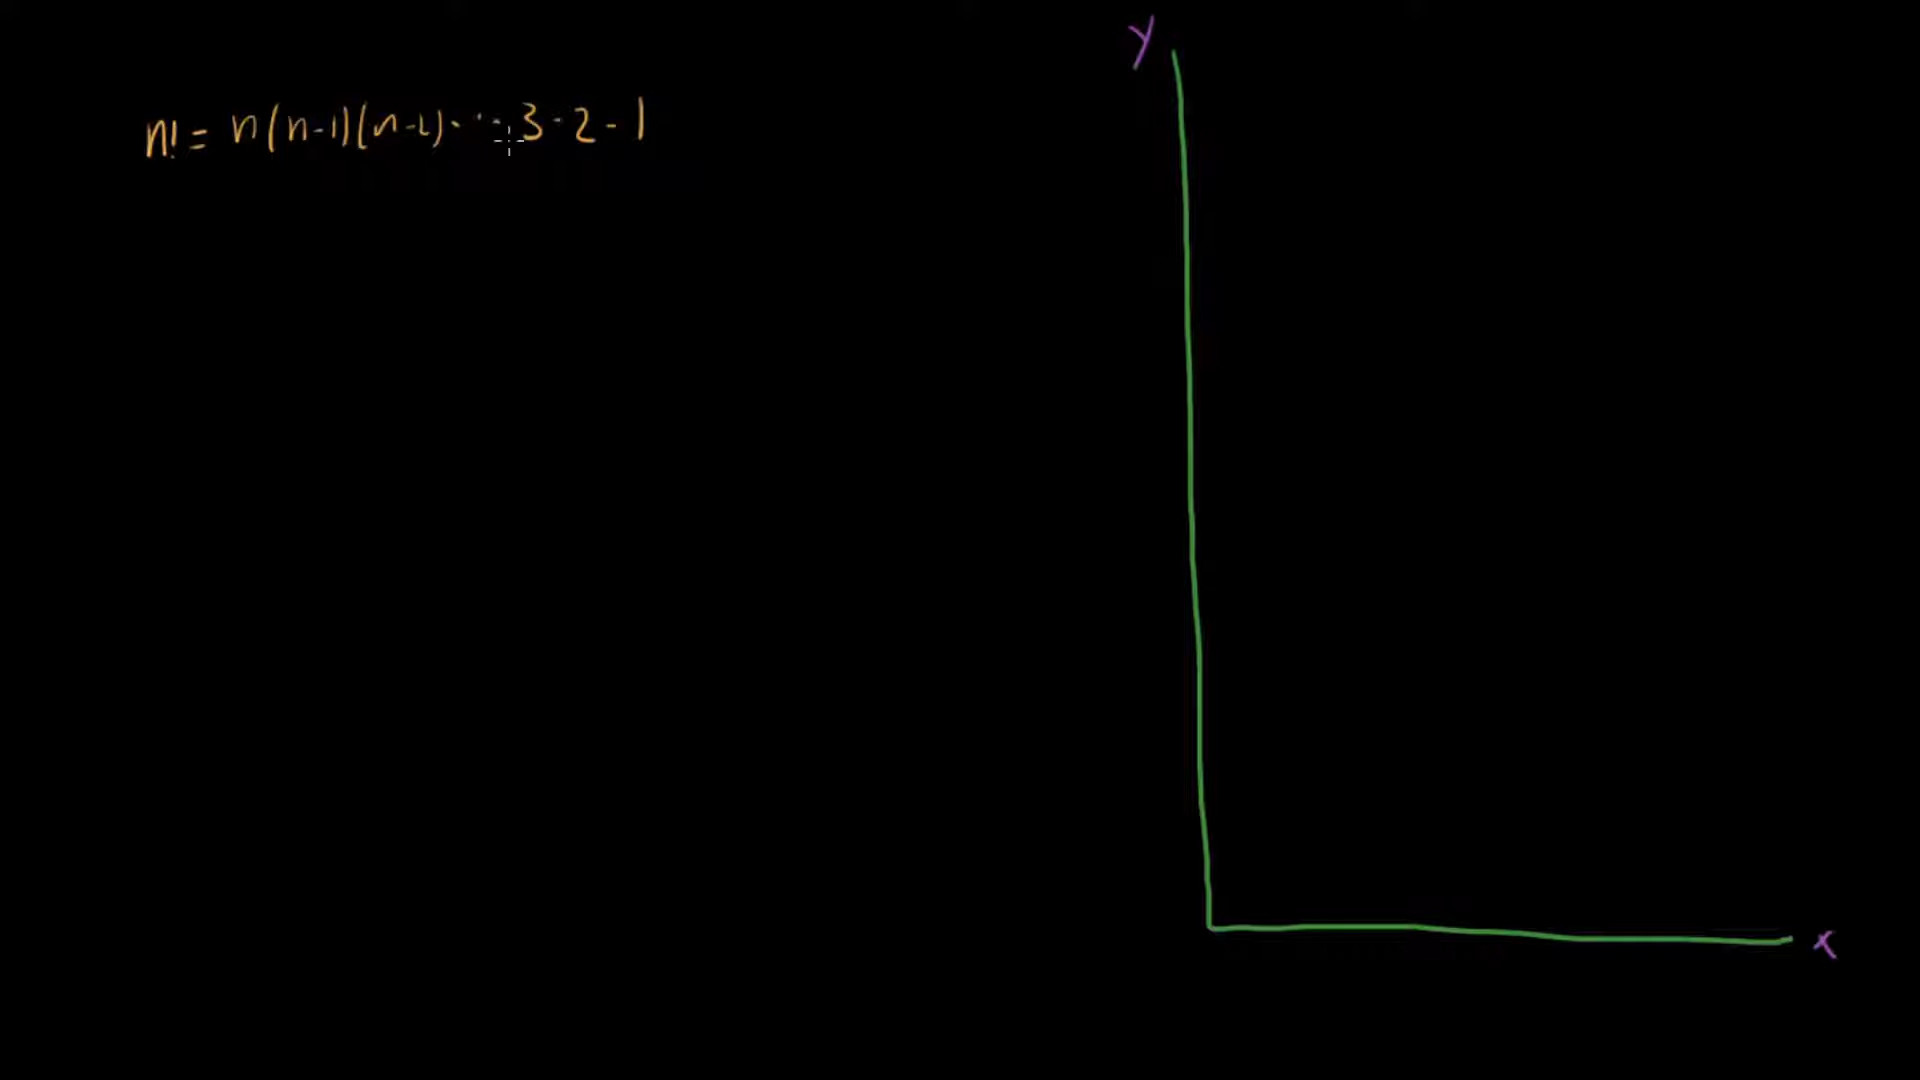 n! = n(n-1)(n-2)· ··· 3·2·1
y
x